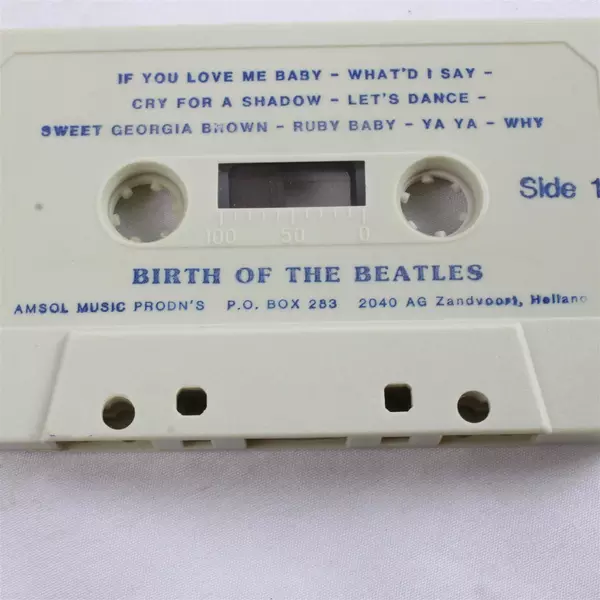 IF YOU LOVE ME BABY - WHAT'D I SAY -
CRY FOR A SHADOW - LET'S DANCE -
SWEET GEORGIA BROWN - RUBY BABY - YA YA - WHY
Side 1
100 50 0
BIRTH OF THE BEATLES
AMSOL MUSIC PRODN'S P.O. BOX 283 2040 AG Zandvoort, Holland